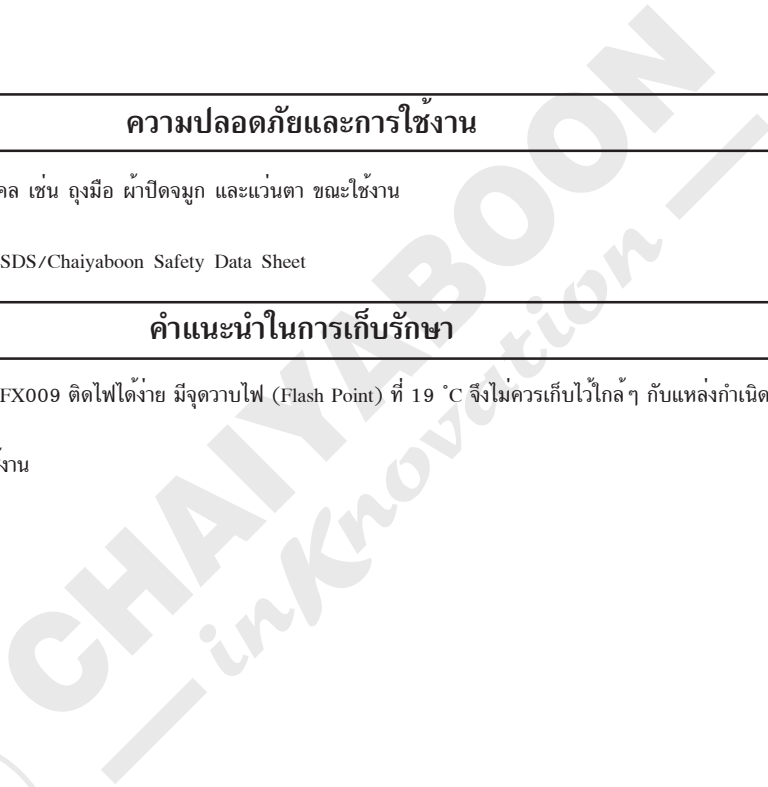 ความปลอดภัยและการใช้งาน
คล เช่น ถุงมือ ผ้าปิดจมูก และแว่นตา ขณะใช้งาน
SDS/Chaiyaboon Safety Data Sheet
คำแนะนำในการเก็บรักษา
FX009 ติดไฟได้ง่าย มีจุดวาบไฟ (Flash Point) ที่ 19 °C จึงไม่ควรเก็บไว้ใกล้ๆ กับแหล่งกำเนิด
งาน
CHAIYABOON
inKnovation